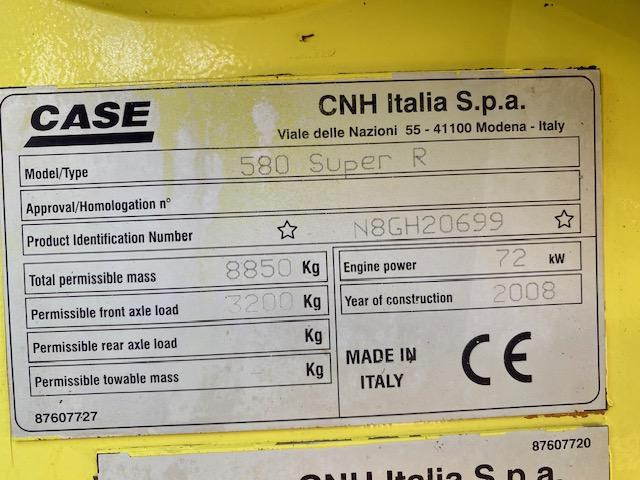 CASE
CNH Italia S.p.a.
Viale delle Nazioni 55 - 41100 Modena - Italy
Model/Type 580 Super R
Approval/Homologation n°
Product Identification Number ☆ N8GH20699 ☆
Total permissible mass 8850 Kg
Permissible front axle load 3200 Kg
Permissible rear axle load Kg
Permissible towable mass Kg
Engine power 72 kW
Year of construction 2008
MADE IN
ITALY
CE
87607727
87607720
CNH Italia S.p.a.